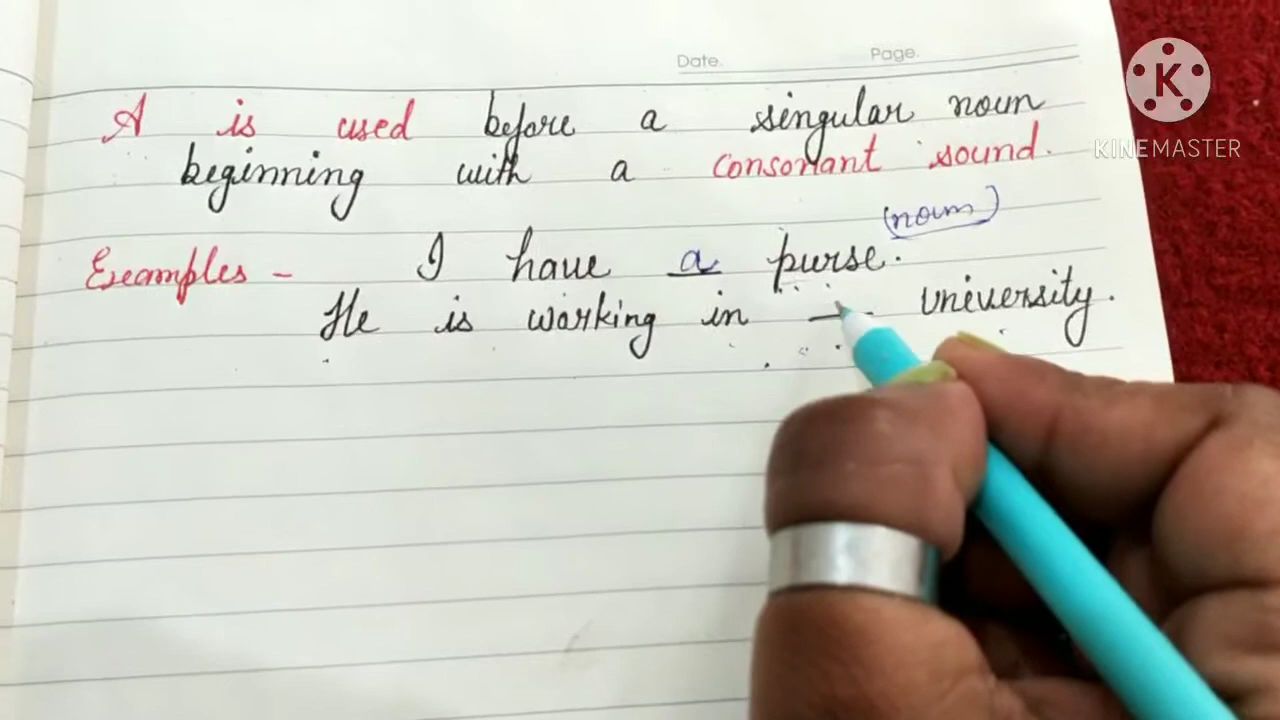 Date. Page.
K
KINEMASTER
A is used before a singular noun
beginning with a consonant sound.
(noun)
Examples - I have a purse.
He is working in — university.